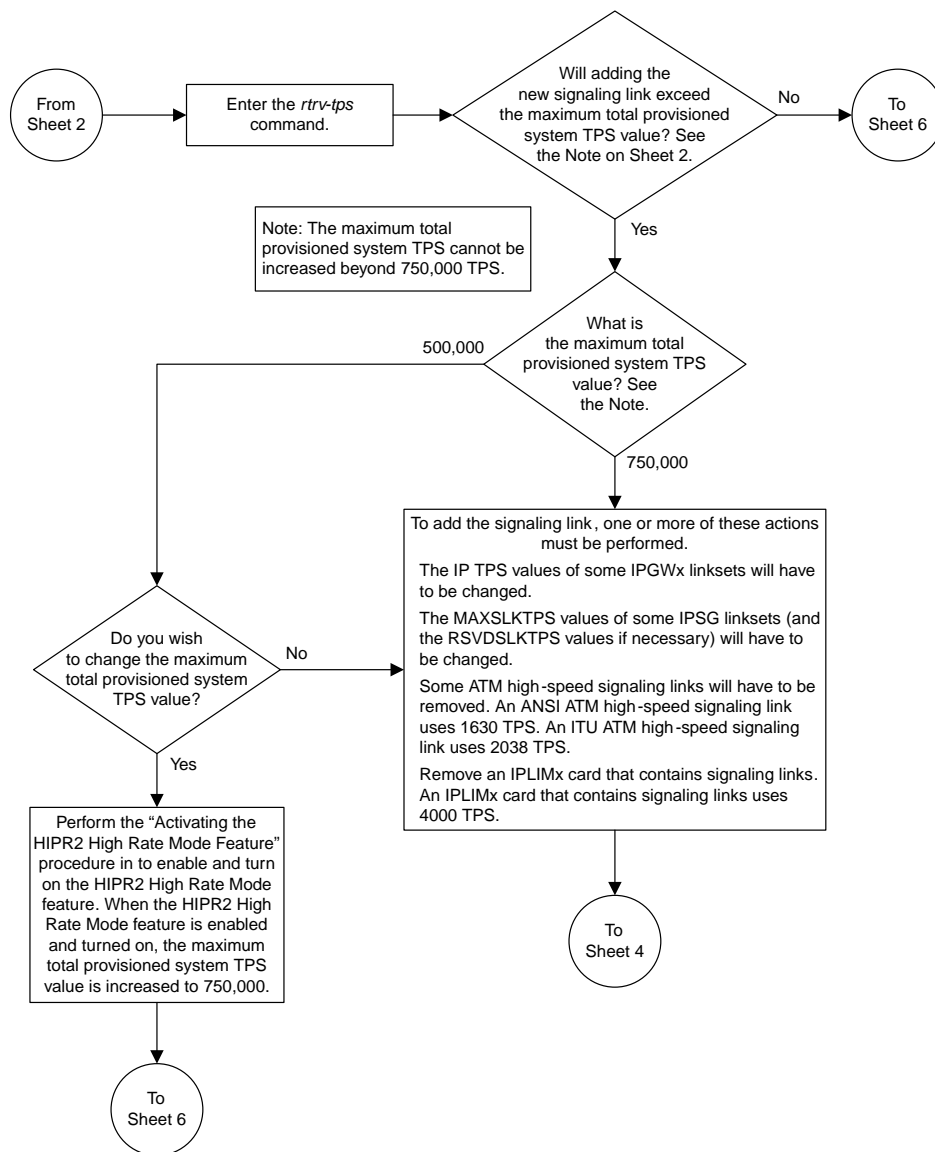 From
Sheet 2
Enter the rtrv-tps
command.
Will adding the
new signaling link exceed
the maximum total provisioned
system TPS value? See
the Note on Sheet 2.
No
To
Sheet 6
Yes
Note: The maximum total
provisioned system TPS cannot be
increased beyond 750,000 TPS.
What is
the maximum total
provisioned system TPS
value? See
the Note.
500,000
750,000
To add the signaling link, one or more of these actions
must be performed.
The IP TPS values of some IPGWx linksets will have
to be changed.
The MAXSLKTPS values of some IPSG linksets (and
the RSVDSLKTPS values if necessary) will have to
be changed.
Some ATM high-speed signaling links will have to be
removed. An ANSI ATM high-speed signaling link
uses 1630 TPS. An ITU ATM high-speed signaling
link uses 2038 TPS.
Remove an IPLIMx card that contains signaling links.
An IPLIMx card that contains signaling links uses
4000 TPS.
Do you wish
to change the maximum
total provisioned system
TPS value?
No
Yes
Perform the “Activating the
HIPR2 High Rate Mode Feature”
procedure in to enable and turn
on the HIPR2 High Rate Mode
feature. When the HIPR2 High
Rate Mode feature is enabled
and turned on, the maximum
total provisioned system TPS
value is increased to 750,000.
To
Sheet 4
To
Sheet 6